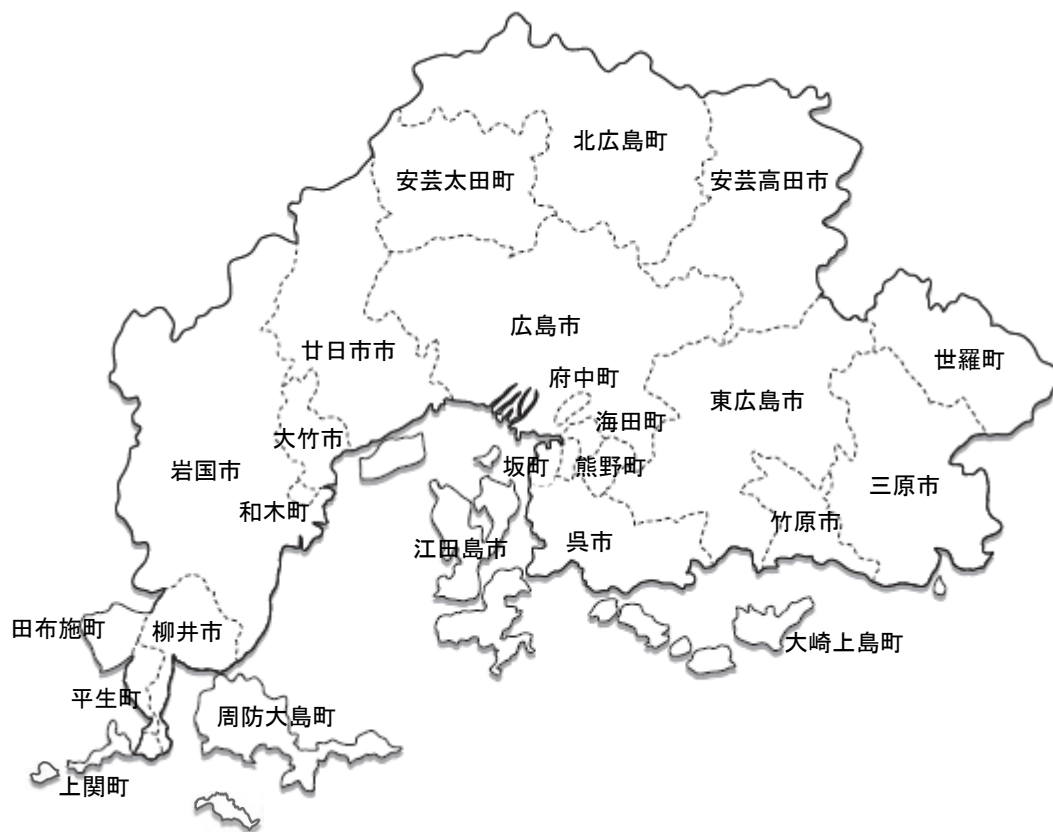 北広島町
安芸太田町
安芸高田市
広島市
廿日市市
世羅町
府中町
東広島市
海田町
大竹市
岩国市
坂町
熊野町
三原市
和木町
竹原市
江田島市
呉市
田布施町
柳井市
大崎上島町
平生町
周防大島町
上関町